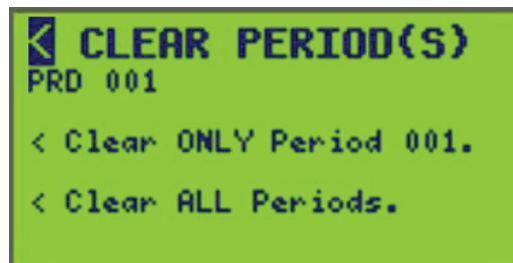 < CLEAR PERIOD(S)
PRD 001
< Clear ONLY Period 001.
< Clear ALL Periods.